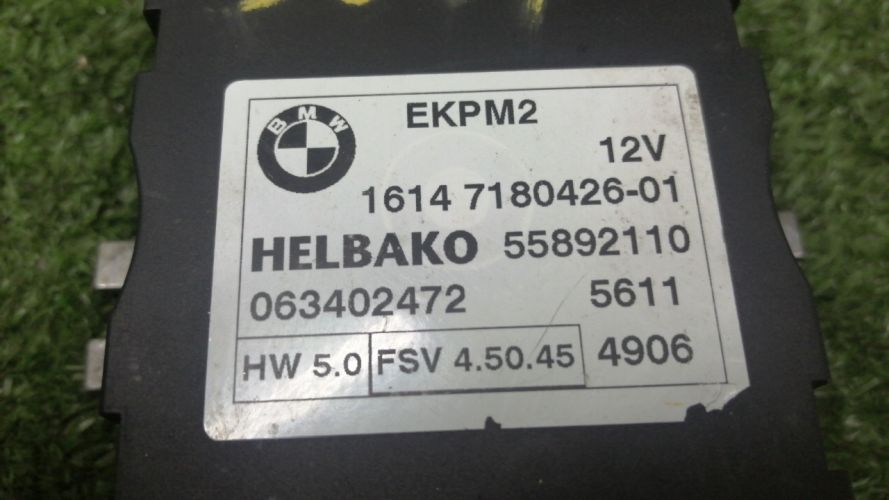 BMW EKPM2
12V
1614 7180426-01
HELBAKO 55892110
063402472 5611
HW 5.0 FSV 4.50.45 4906